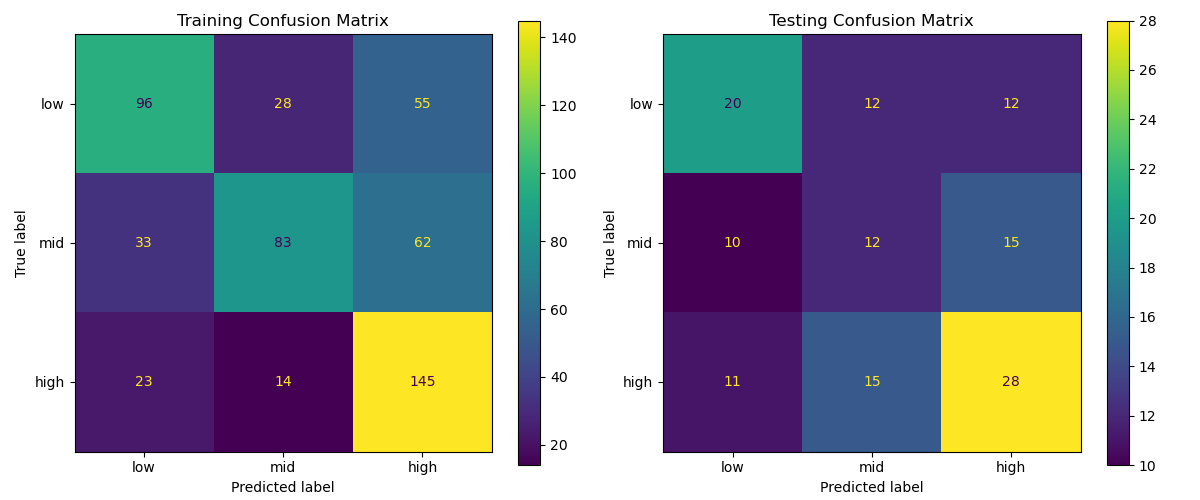 Training Confusion Matrix
True label
low
mid
high
96 28 55
33 83 62
23 14 145
low mid high
Predicted label
140
120
100
80
60
40
20
Testing Confusion Matrix
True label
low
mid
high
20 12 12
10 12 15
11 15 28
low mid high
Predicted label
28
26
24
22
20
18
16
14
12
10